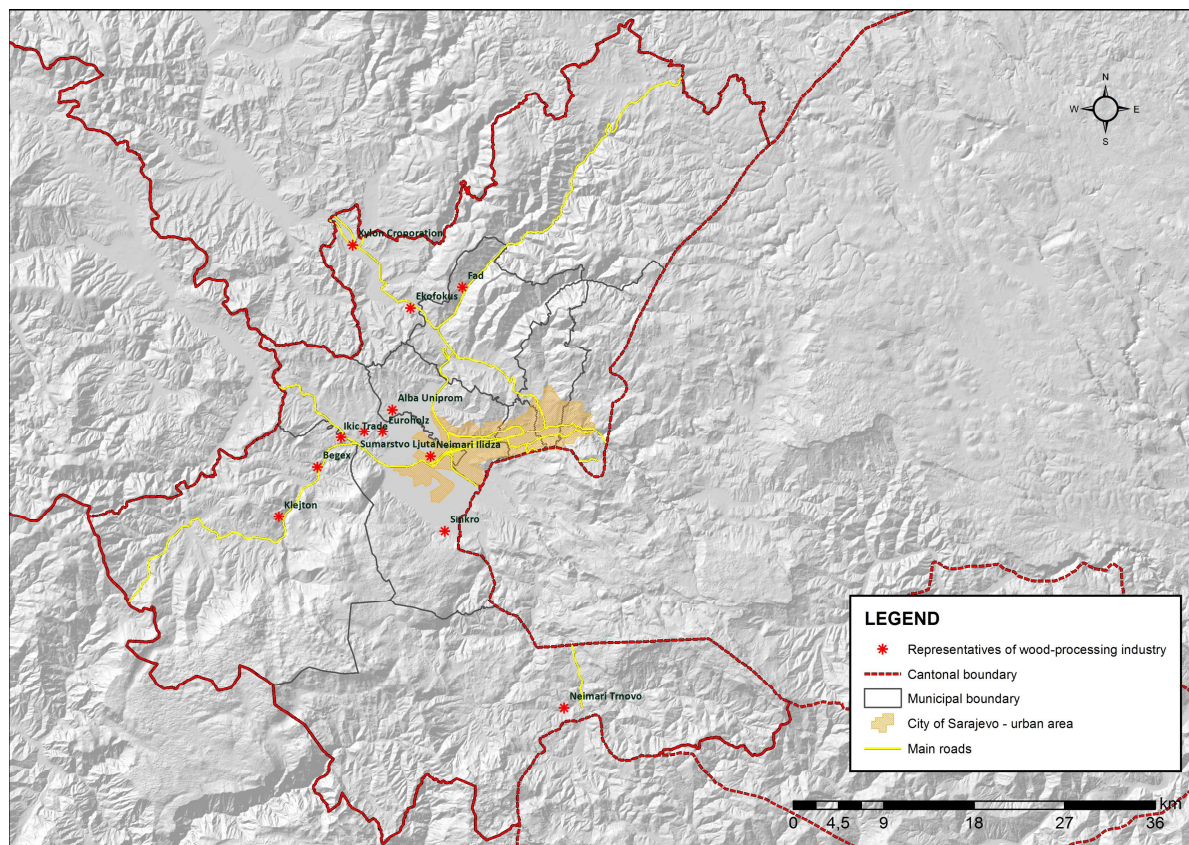 N
W E
S
Xylon Croporation
Fad
Ekofokus
Alba Uniprom
Euroholz
Ikic Trade
Sumarstvo Ljuta
Neimari Ilidza
Begex
Klejton
Sinkro
Neimari Trnovo
LEGEND
Representatives of wood-processing industry
Cantonal boundary
Municipal boundary
City of Sarajevo - urban area
Main roads
km
0 4,5 9 18 27 36